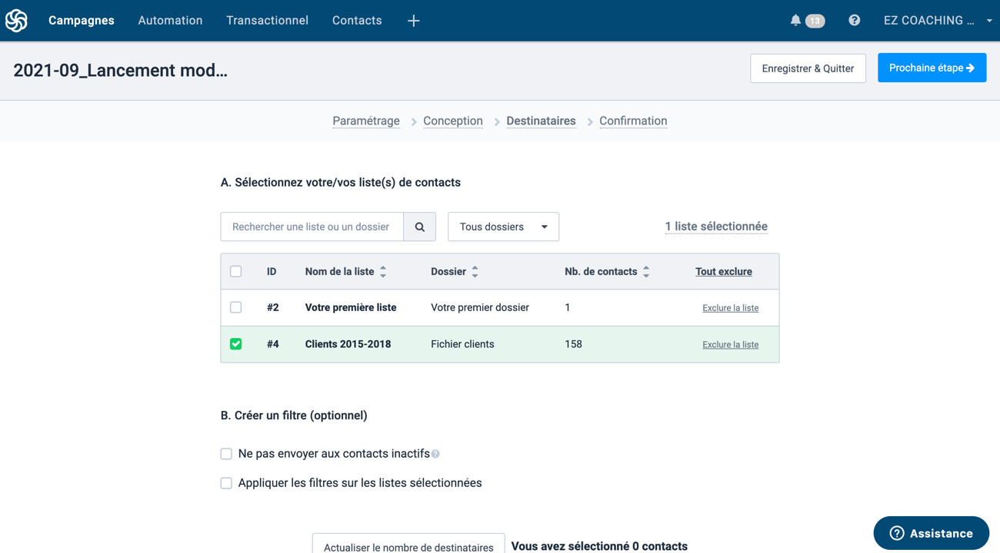 Campagnes Automation Transactionnel Contacts 13 EZ COACHING ...
2021-09_Lancement mod... Enregistrer & Quitter Prochaine étape
Paramétrage Conception Destinataires Confirmation
A. Sélectionnez votre/vos liste(s) de contacts
Rechercher une liste ou un dossier Tous dossiers 1 liste sélectionnée
ID Nom de la liste Dossier Nb. de contacts Tout exclure
#2 Votre première liste Votre premier dossier 1 Exclure la liste
#4 Clients 2015-2018 Fichier clients 158 Exclure la liste
B. Créer un filtre (optionnel)
Ne pas envoyer aux contacts inactifs
Appliquer les filtres sur les listes sélectionnées
Actualiser le nombre de destinataires Vous avez sélectionné 0 contacts
Assistance